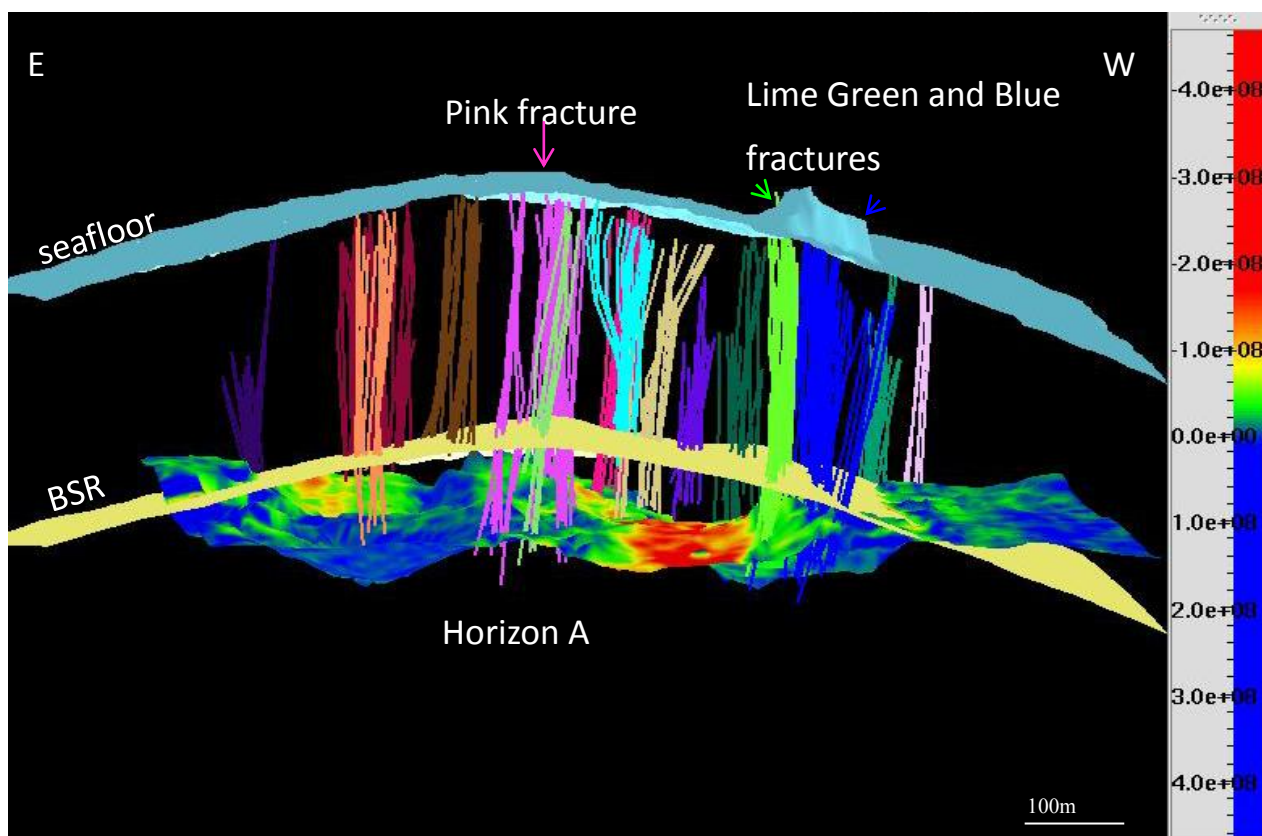 E
W
Lime Green and Blue
fractures
Pink fracture
seafloor
BSR
Horizon A
100m
-4.0e+08
-3.0e+08
-2.0e+08
-1.0e+08
0.0e+00
1.0e+08
2.0e+08
3.0e+08
4.0e+08